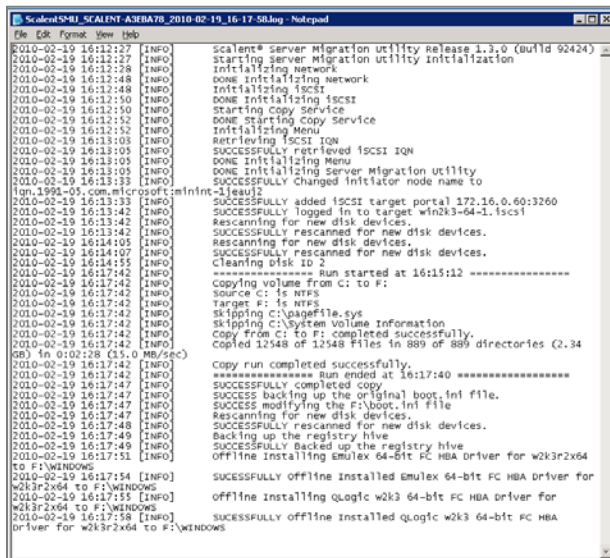 ScalentSMU_SCALENT-A3EBA78_2010-02-19_16-17-58.log - Notepad
File Edit Format View Help
2010-02-19 16:12:27 [INFO] Scalent® Server Migration Utility Release 1.3.0 (Build 92424)
2010-02-19 16:12:27 [INFO] Starting Server Migration Utility Initialization
2010-02-19 16:12:28 [INFO] Initializing Network
2010-02-19 16:12:48 [INFO] DONE Initializing Network
2010-02-19 16:12:48 [INFO] Initializing iSCSI
2010-02-19 16:12:50 [INFO] DONE Initializing iSCSI
2010-02-19 16:12:50 [INFO] Starting Copy Service
2010-02-19 16:12:52 [INFO] DONE Starting Copy Service
2010-02-19 16:12:52 [INFO] Initializing Menu
2010-02-19 16:13:03 [INFO] Retrieving iSCSI IQN
2010-02-19 16:13:05 [INFO] SUCCESSFULLY retrieved iSCSI IQN
2010-02-19 16:13:05 [INFO] DONE Initializing Menu
2010-02-19 16:13:05 [INFO] DONE Initializing Server Migration Utility
2010-02-19 16:13:33 [INFO] SUCCESSFULLY Changed initiator node name to
iqn.1991-05.com.microsoft:minint-1jeauj2
2010-02-19 16:13:33 [INFO] SUCCESSFULLY added iSCSI target portal 172.16.0.60:3260
2010-02-19 16:13:42 [INFO] SUCCESSFULLY logged in to target win2k3-64-1.iscsi
2010-02-19 16:13:42 [INFO] Rescanning for new disk devices.
2010-02-19 16:13:42 [INFO] SUCCESSFULLY rescanned for new disk devices.
2010-02-19 16:14:05 [INFO] Rescanning for new disk devices.
2010-02-19 16:14:07 [INFO] SUCCESSFULLY rescanned for new disk devices.
2010-02-19 16:14:55 [INFO] Cleaning Disk ID 2
2010-02-19 16:17:42 [INFO] ================ Run started at 16:15:12 ================
2010-02-19 16:17:42 [INFO] Copying volume from C: to F:
2010-02-19 16:17:42 [INFO] Source C: is NTFS
2010-02-19 16:17:42 [INFO] Target F: is NTFS
2010-02-19 16:17:42 [INFO] Skipping C:\pagefile.sys
2010-02-19 16:17:42 [INFO] Skipping C:\System Volume Information
2010-02-19 16:17:42 [INFO] Copy from C: to F: completed successfully.
2010-02-19 16:17:42 [INFO] Copied 12548 of 12548 files in 889 of 889 directories (2.34
GB) in 0:02:28 (15.0 MB/sec)
2010-02-19 16:17:42 [INFO] Copy run completed successfully.
2010-02-19 16:17:42 [INFO] ================ Run ended at 16:17:40 ==================
2010-02-19 16:17:47 [INFO] SUCCESSFULLY completed copy
2010-02-19 16:17:47 [INFO] SUCCESS backing up the original boot.ini file.
2010-02-19 16:17:47 [INFO] SUCCESS modifying the F:\boot.ini file
2010-02-19 16:17:47 [INFO] Rescanning for new disk devices.
2010-02-19 16:17:48 [INFO] SUCCESSFULLY rescanned for new disk devices.
2010-02-19 16:17:49 [INFO] Backing up the registry hive
2010-02-19 16:17:49 [INFO] SUCCESSFULLY Backed up the registry hive
2010-02-19 16:17:51 [INFO] Offline Installing Emulex 64-bit FC HBA Driver for w2k3r2x64
to F:\WINDOWS
2010-02-19 16:17:54 [INFO] SUCESSFULLY Offline Installed Emulex 64-bit FC HBA Driver for
w2k3r2x64 to F:\WINDOWS
2010-02-19 16:17:55 [INFO] Offline Installing QLogic w2k3 64-bit FC HBA Driver for
w2k3r2x64 to F:\WINDOWS
2010-02-19 16:17:58 [INFO] SUCESSFULLY Offline Installed QLogic w2k3 64-bit FC HBA
Driver for w2k3r2x64 to F:\WINDOWS